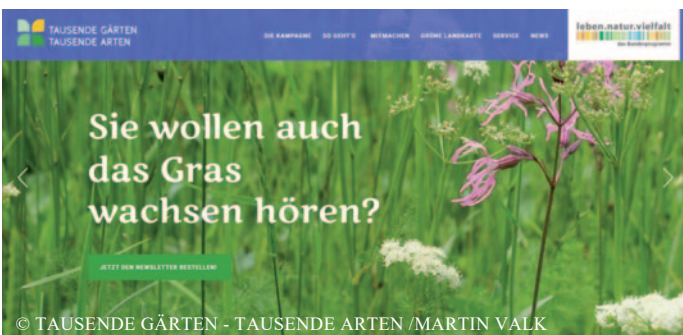 TAUSENDE GÄRTEN
TAUSENDE ARTEN
DIE KAMPAGNE SO GEHT'S MITMACHEN GRÜNE LANDKARTE SERVICE NEWS
leben.natur.vielfalt
das Bundesprogramm
Sie wollen auch
das Gras
wachsen hören?
JETZT DEN NEWSLETTER BESTELLEN!
© TAUSENDE GÄRTEN - TAUSENDE ARTEN /MARTIN VALK